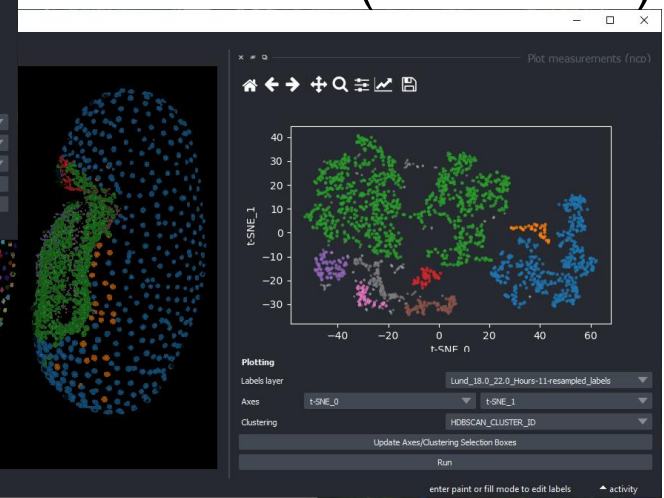 Plot measurements (ncp)
40
30
20
10
0
−10
−20
−30
t-SNE_1
−40
−20
0
20
40
60
t-SNE_0
Plotting
Labels layer
Lund_18.0_22.0_Hours-11-resampled_labels
Axes
t-SNE_0
t-SNE_1
Clustering
HDBSCAN_CLUSTER_ID
Update Axes/Clustering Selection Boxes
Run
enter paint or fill mode to edit labels
activity